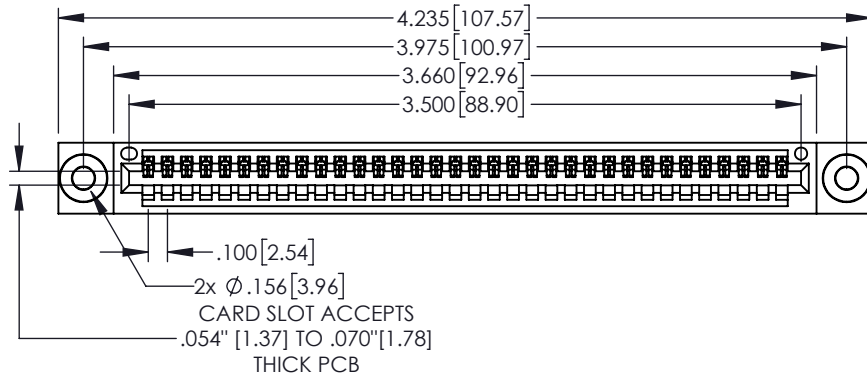 4.235[107.57]
3.975[100.97]
3.660[92.96]
3.500[88.90]
.100[2.54]
2x Ø.156[3.96]
CARD SLOT ACCEPTS
.054" [1.37] TO .070"[1.78]
THICK PCB